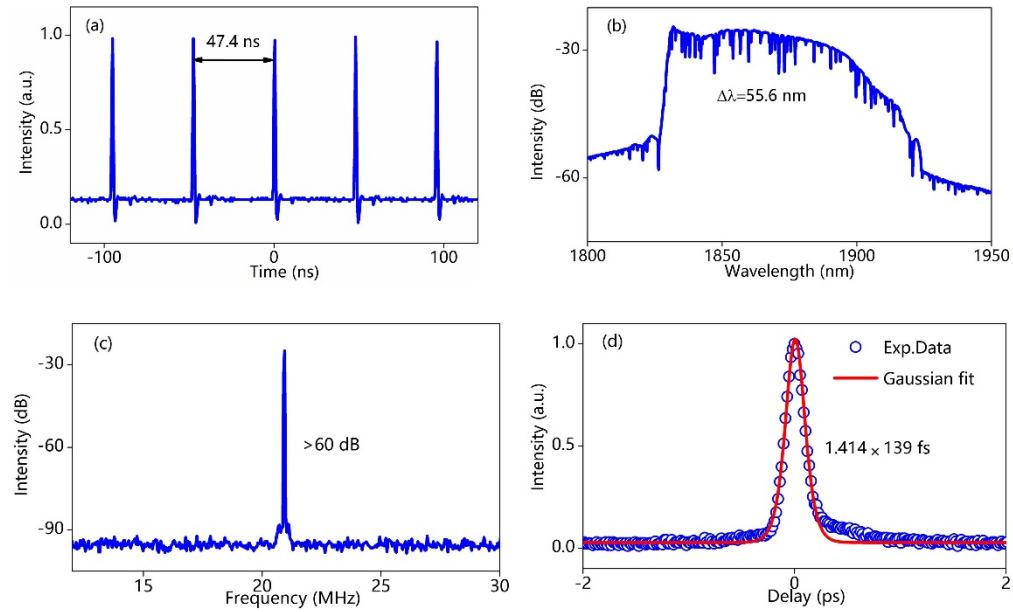 (a)
47.4 ns
1.0
0.5
0.0
Intensity (a.u.)
-100
0
100
Time (ns)
(b)
-30
-60
Intensity (dB)
Δλ=55.6 nm
1800
1850
1900
1950
Wavelength (nm)
(c)
-30
-60
-90
Intensity (dB)
>60 dB
15
20
25
30
Frequency (MHz)
(d)
1.0
0.5
0.0
Intensity (a.u.)
Exp.Data
Gaussian fit
1.414 × 139 fs
-2
0
2
Delay (ps)